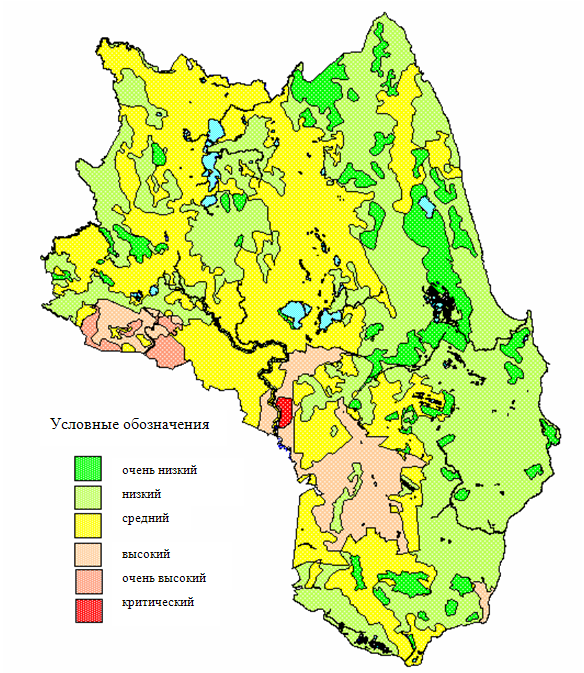 Условные обозначения
очень низкий
низкий
средний
высокий
очень высокий
критический